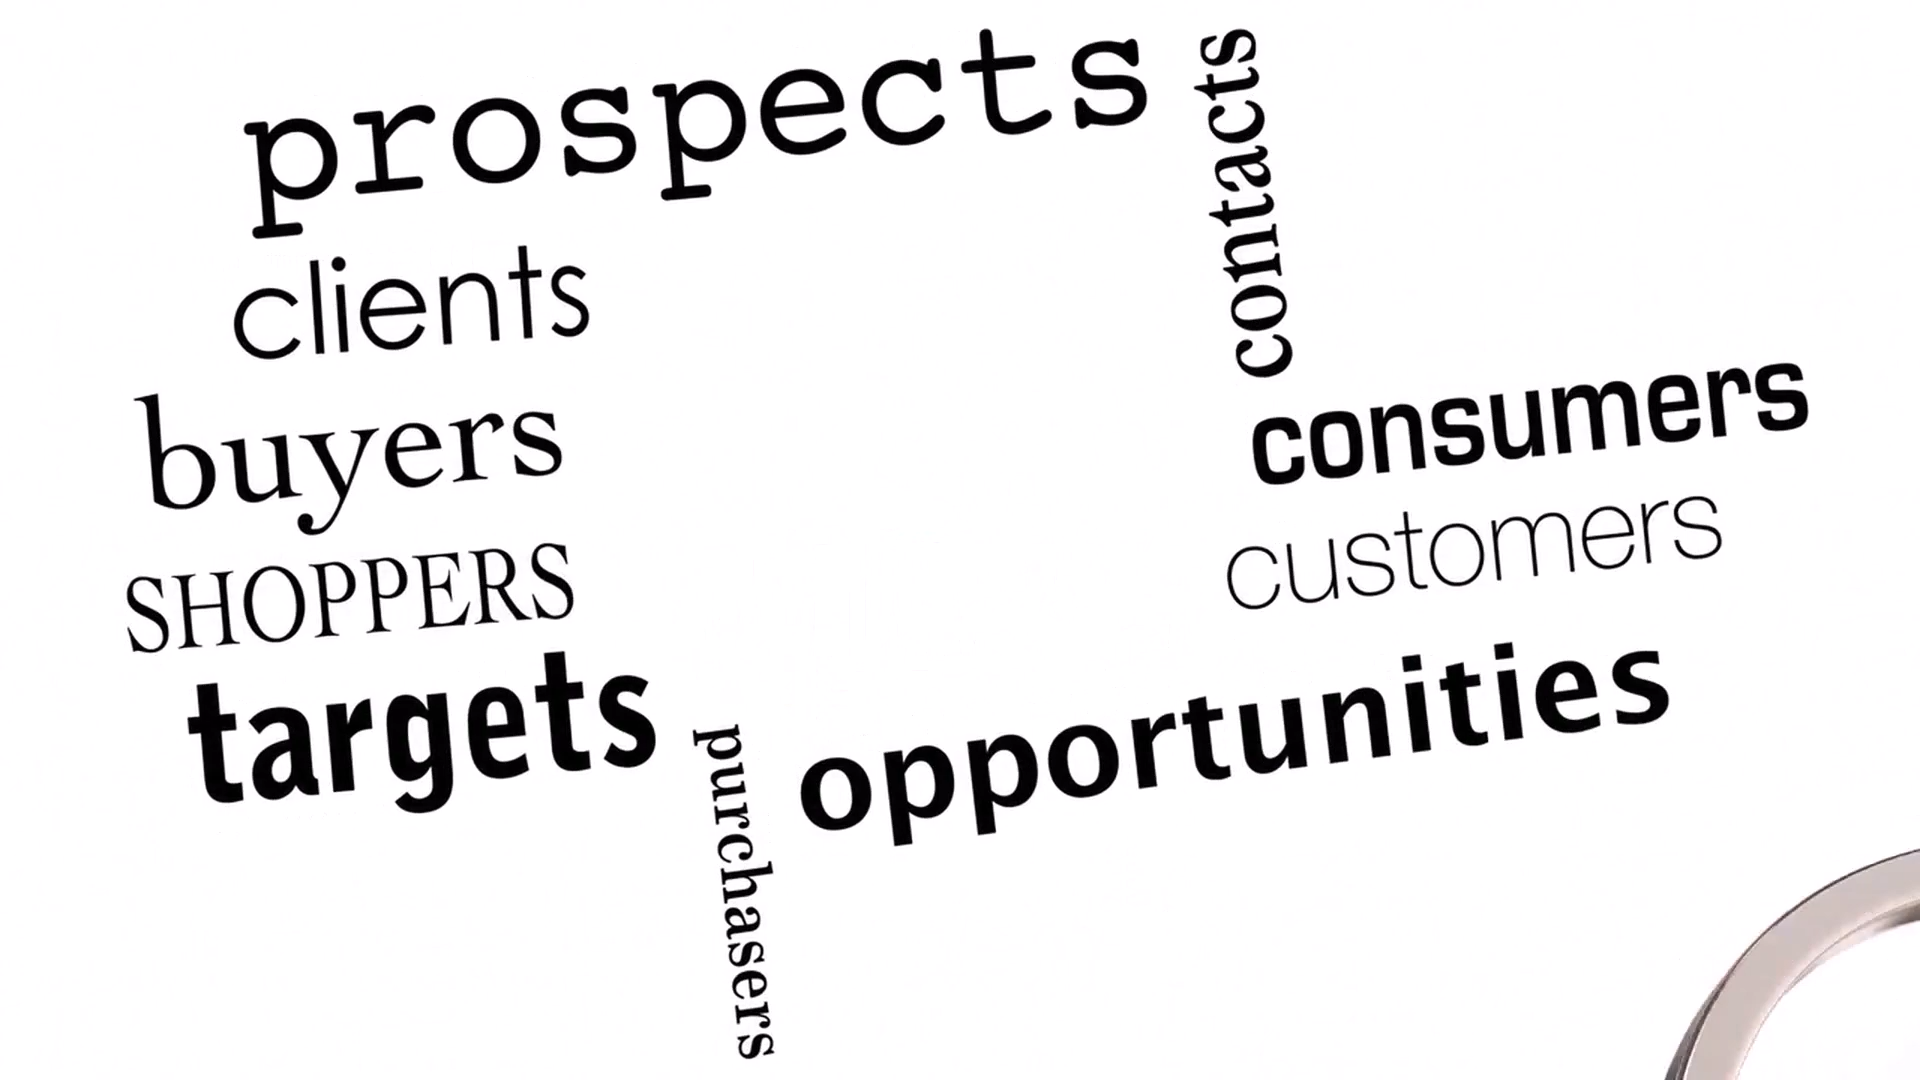 prospects
contacts
clients
buyers
consumers
customers
SHOPPERS
targets
opportunities
purchasers